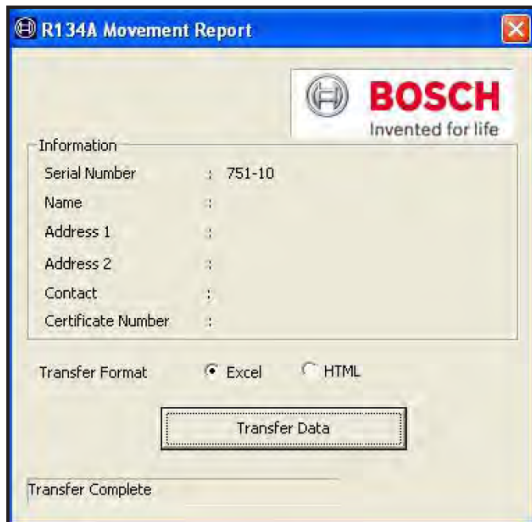 R134A Movement Report
BOSCH
Invented for life
Information
Serial Number : 751-10
Name :
Address 1 :
Address 2 :
Contact :
Certificate Number :
Transfer Format Excel HTML
Transfer Data
Transfer Complete